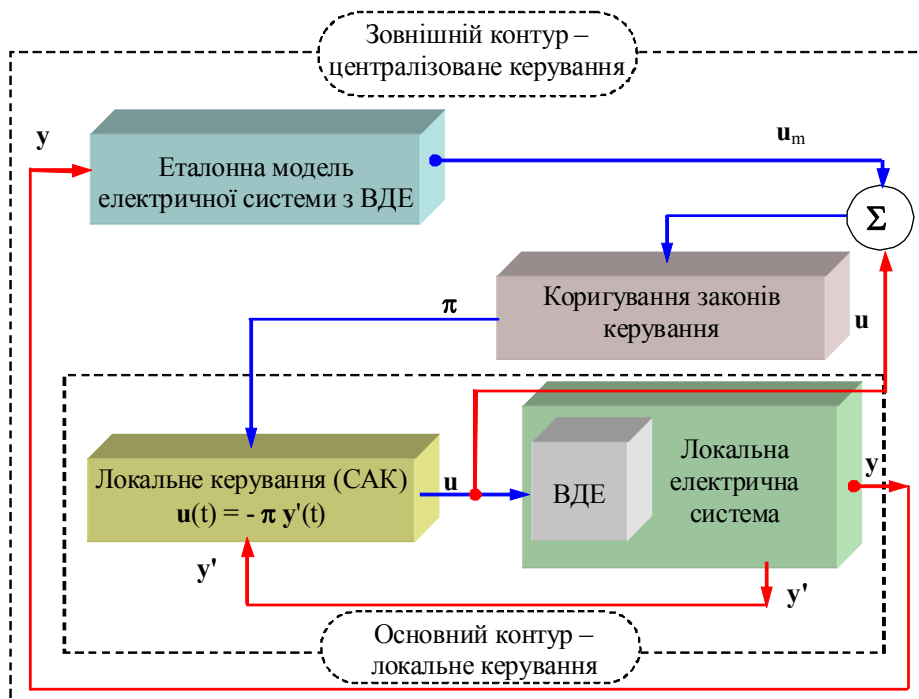 Зовнішній контур –
централізоване керування
y
u_m
Еталонна модель
електричної системи з ВДЕ
Σ
Коригування законів
керування
π
u
Локальне керування (САК)
u(t) = - π y'(t)
u
ВДЕ
Локальна
електрична
система
y
y'
y'
Основний контур –
локальне керування